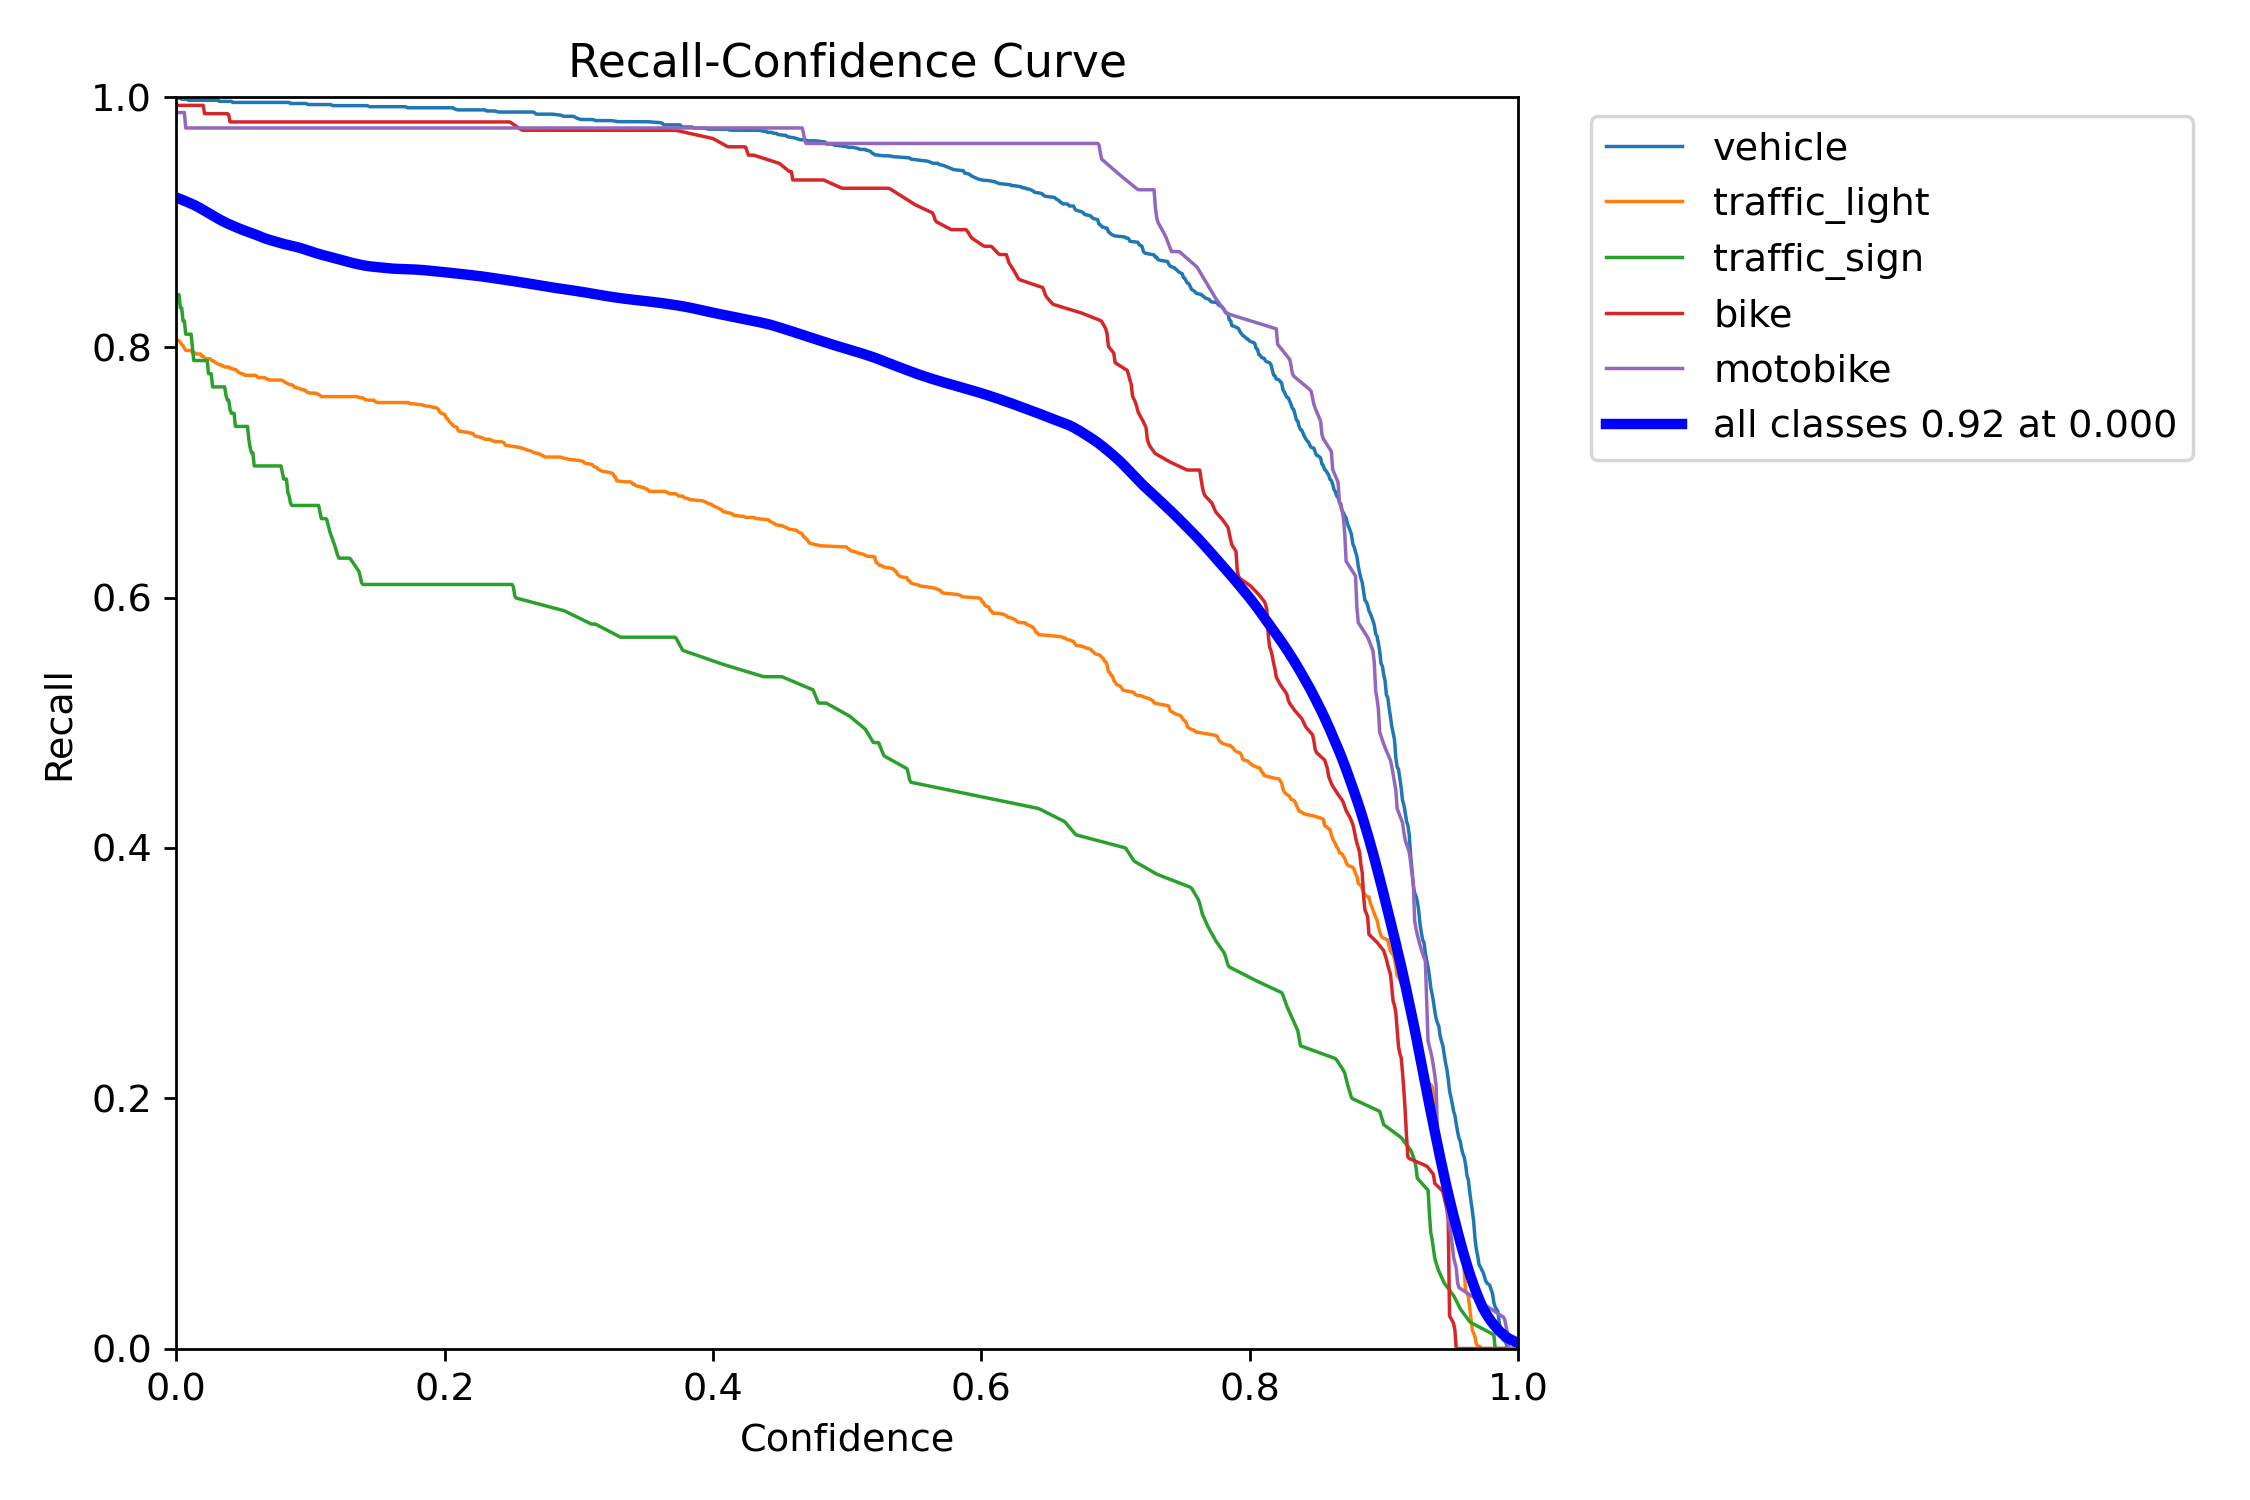 Recall-Confidence Curve
1.0
0.8
0.6
0.4
0.2
0.0
Recall
0.0 0.2 0.4 0.6 0.8 1.0
Confidence
vehicle
traffic_light
traffic_sign
bike
motobike
all classes 0.92 at 0.000